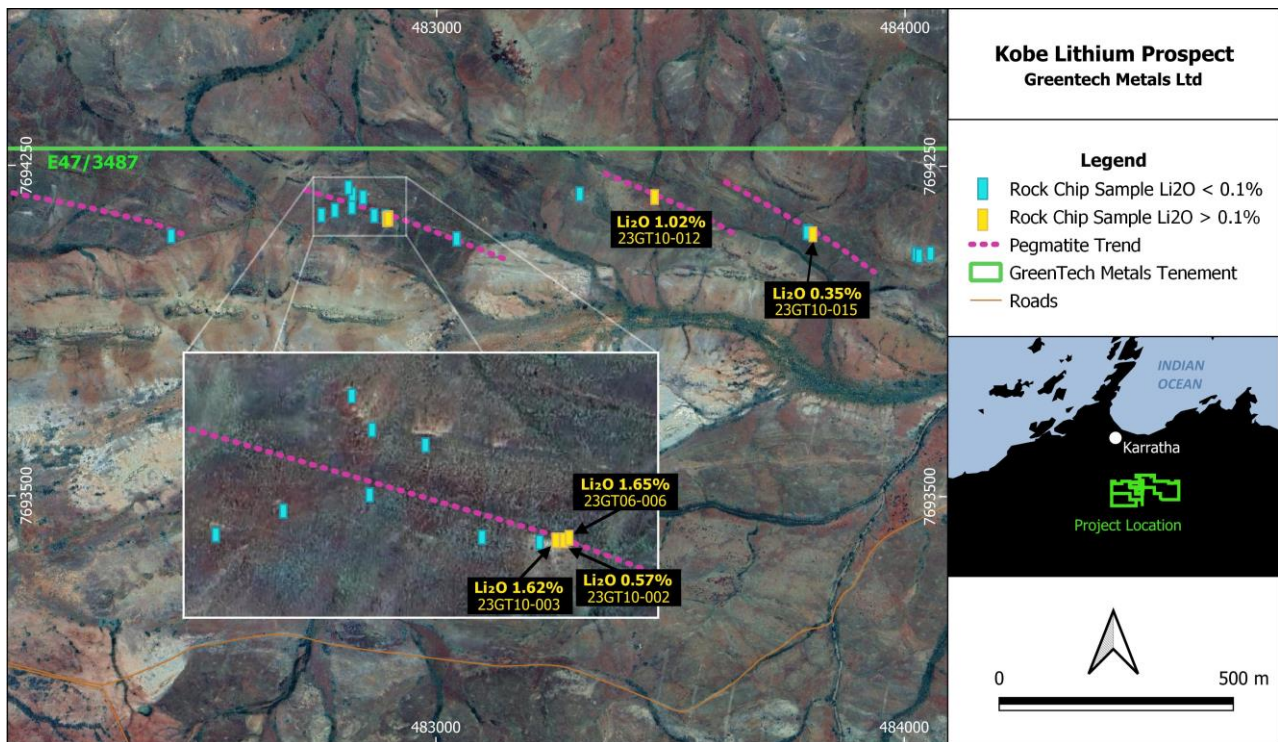 483000
484000
7694250
7694250
E47/3487
Li₂O 1.02%
23GT10-012
Li₂O 0.35%
23GT10-015
7693500
7693500
Li₂O 1.65%
23GT06-006
Li₂O 1.62%
23GT10-003
Li₂O 0.57%
23GT10-002
483000
484000
Kobe Lithium Prospect
Greentech Metals Ltd
Legend
Rock Chip Sample Li2O < 0.1%
Rock Chip Sample Li2O > 0.1%
Pegmatite Trend
GreenTech Metals Tenement
Roads
INDIAN
OCEAN
Karratha
Project Location
0
500 m